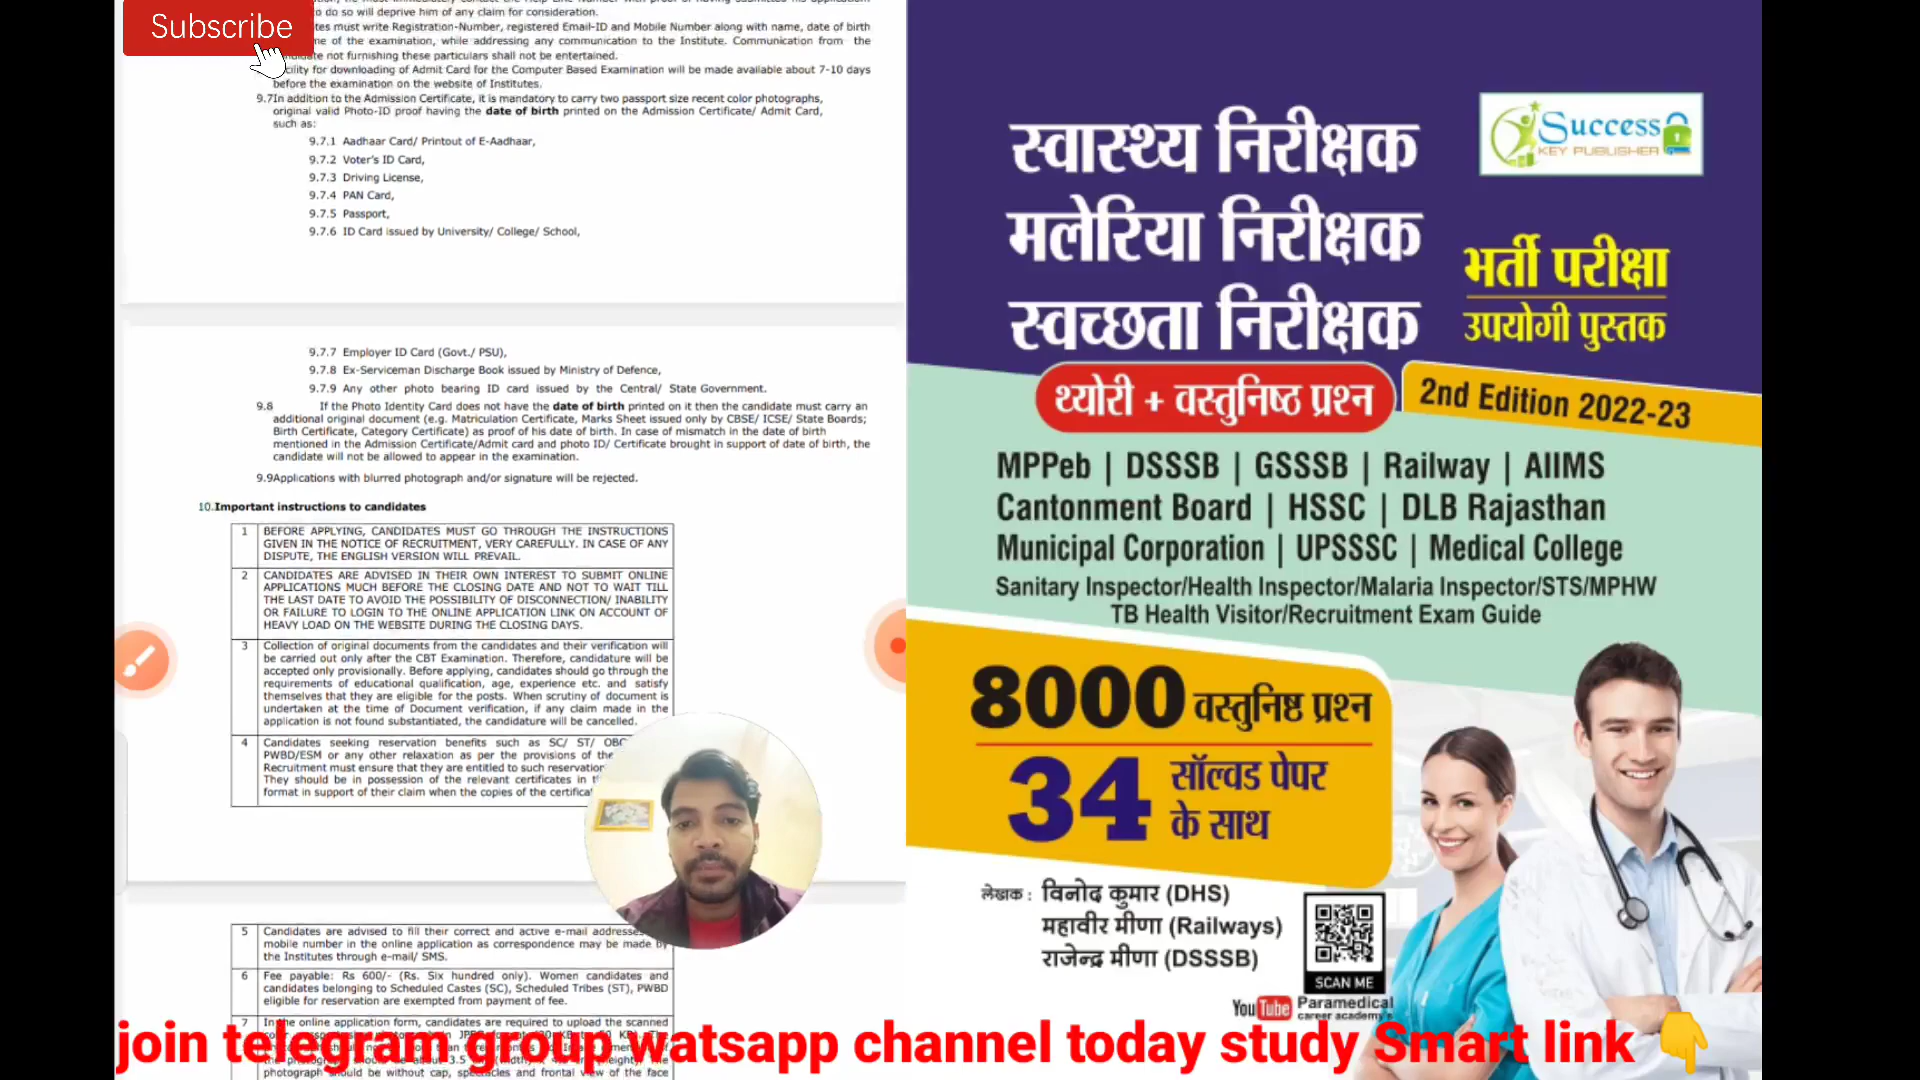 Subscribe
to do so will deprive him of any claim for consideration.
must write Registration-Number, registered Email-ID and Mobile Number along with name, date of birth
of the examination, while addressing any communication to the Institute. Communication from the
not furnishing these particulars shall not be entertained.
for downloading of Admit Card for the Computer Based Examination will be made available about 7-10 days
before the examination on the website of Institutes.
9.7In addition to the Admission Certificate, it is mandatory to carry two passport size recent color photographs,
original valid Photo-ID proof having the date of birth printed on the Admission Certificate/ Admit Card,
such as:
9.7.1 Aadhaar Card/ Printout of E-Aadhaar,
9.7.2 Voter's ID Card,
9.7.3 Driving License,
9.7.4 PAN Card,
9.7.5 Passport,
9.7.6 ID Card issued by University/ College/ School,
9.7.7 Employer ID Card (Govt./ PSU),
9.7.8 Ex-Serviceman Discharge Book issued by Ministry of Defence,
9.7.9 Any other photo bearing ID card issued by the Central/ State Government.
9.8 If the Photo Identity Card does not have the date of birth printed on it then the candidate must carry an
additional original document (e.g. Matriculation Certificate, Marks Sheet issued only by CBSE/ ICSE/ State Boards;
Birth Certificate, Category Certificate) as proof of his date of birth. In case of mismatch in the date of birth
mentioned in the Admission Certificate/Admit card and photo ID/ Certificate brought in support of date of birth, the
candidate will not be allowed to appear in the examination.
9.9Applications with blurred photograph and/or signature will be rejected.
10.Important instructions to candidates
1 BEFORE APPLYING, CANDIDATES MUST GO THROUGH THE INSTRUCTIONS
GIVEN IN THE NOTICE OF RECRUITMENT, VERY CAREFULLY. IN CASE OF ANY
DISPUTE, THE ENGLISH VERSION WILL PREVAIL.
2 CANDIDATES ARE ADVISED IN THEIR OWN INTEREST TO SUBMIT ONLINE
APPLICATIONS MUCH BEFORE THE CLOSING DATE AND NOT TO WAIT TILL
THE LAST DATE TO AVOID THE POSSIBILITY OF DISCONNECTION/ INABILITY
OR FAILURE TO LOGIN TO THE ONLINE APPLICATION LINK ON ACCOUNT OF
HEAVY LOAD ON THE WEBSITE DURING THE CLOSING DAYS.
3 Collection of original documents from the candidates and their verification will
be carried out only after the CBT Examination. Therefore, candidature will be
accepted only provisionally. Before applying, candidates should go through the
requirements of educational qualification, age, experience etc. and satisfy
themselves that they are eligible for the posts. When scrutiny of document is
undertaken at the time of Document verification, if any claim made in the
application is not found substantiated, the candidature will be cancelled.
4 Candidates seeking reservation benefits such as SC/ ST/ OBC
PWBD/ESM or any other relaxation as per the provisions of the
Recruitment must ensure that they are entitled to such
They should be in possession of the relevant certificates in
format in support of their claim when the copies of the
5 Candidates are advised to fill their correct and active e-mail addresses
mobile number in the online application as correspondence may be made by
the Institutes through e-mail/ SMS.
6 Fee payable: Rs 600/- (Rs. Six hundred only). Women candidates and
candidates belonging to Scheduled Castes (SC), Scheduled Tribes (ST), PWBD
eligible for reservation are exempted from payment of fee.
7 In the online application form, candidates are required to upload the scanned
photograph should be without cap, spectacles and frontal view of the face
स्वास्थ्य निरीक्षक
मलेरिया निरीक्षक
स्वच्छता निरीक्षक
Success
KEY PUBLISHER
भर्ती परीक्षा
उपयोगी पुस्तक
थ्योरी + वस्तुनिष्ठ प्रश्न
2nd Edition 2022-23
MPPeb | DSSSB | GSSSB | Railway | AIIMS
Cantonment Board | HSSC | DLB Rajasthan
Municipal Corporation | UPSSSC | Medical College
Sanitary Inspector/Health Inspector/Malaria Inspector/STS/MPHW
TB Health Visitor/Recruitment Exam Guide
8000 वस्तुनिष्ठ प्रश्न
34 सॉल्वड पेपर
के साथ
लेखक : विनोद कुमार (DHS)
महावीर मीणा (Railways)
राजेन्द्र मीणा (DSSSB)
SCAN ME
YouTube Paramedical
career academy's
join telegram group watsapp channel today study Smart link 👇